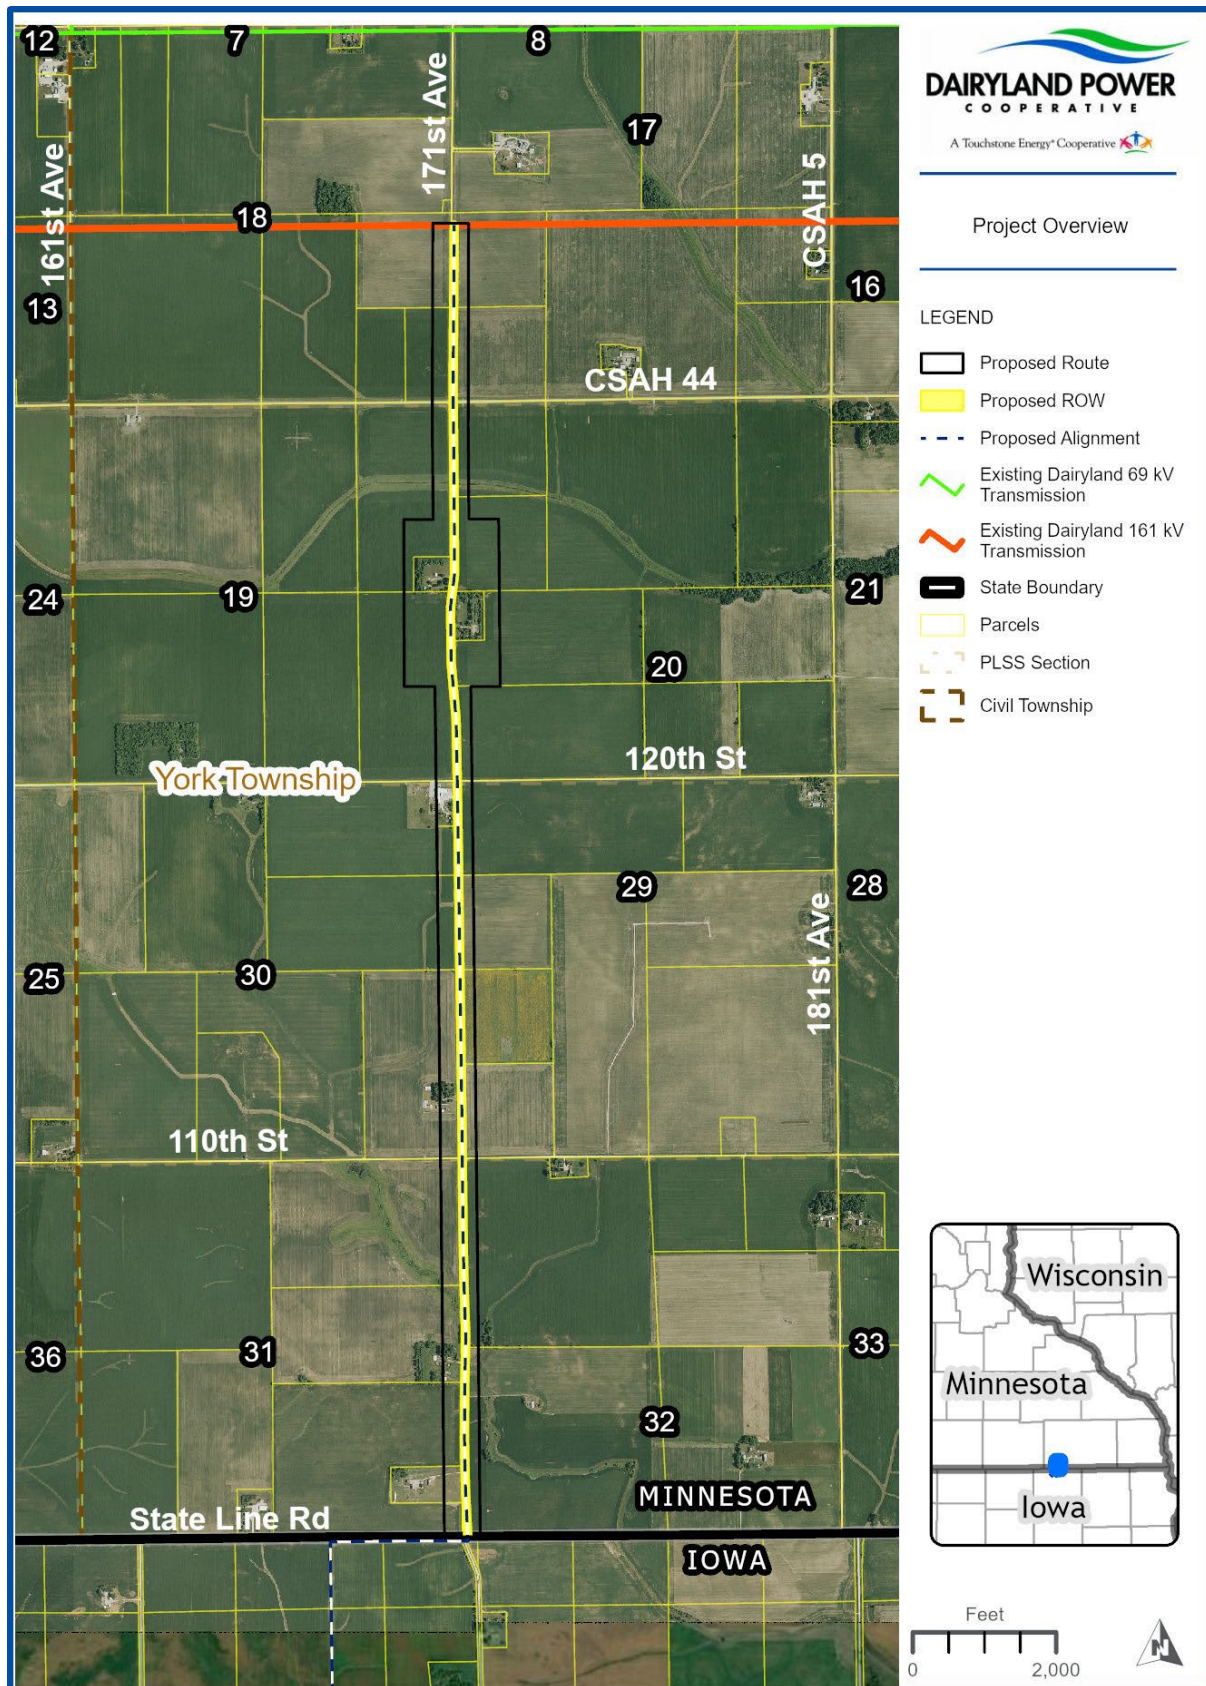 12
7
8
171st Ave
17
161st Ave
CSAH 5
18
13
16
CSAH 44
24
19
21
20
120th St
York Township
29
28
181st Ave
25
30
110th St
36
31
33
32
MINNESOTA
State Line Rd
IOWA
DAIRYLAND POWER
COOPERATIVE
A Touchstone Energy® Cooperative
Project Overview
LEGEND
Proposed Route
Proposed ROW
Proposed Alignment
Existing Dairyland 69 kV
Transmission
Existing Dairyland 161 kV
Transmission
State Boundary
Parcels
PLSS Section
Civil Township
Wisconsin
Minnesota
Iowa
Feet
0
2,000
N